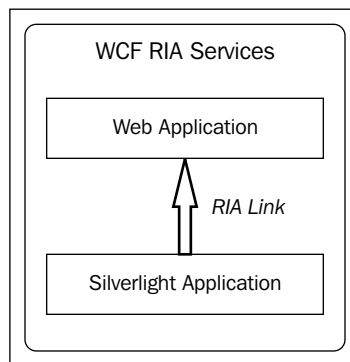 WCF RIA Services
Web Application
RIA Link
Silverlight Application